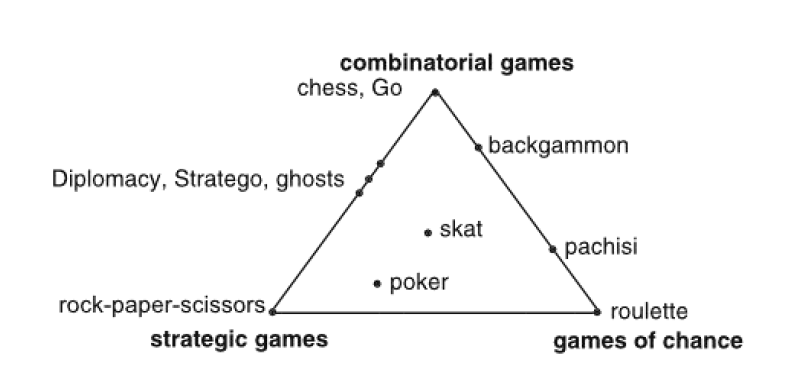 combinatorial games
chess, Go
backgammon
Diplomacy, Stratego, ghosts
skat
pachisi
poker
rock-paper-scissors
roulette
strategic games
games of chance